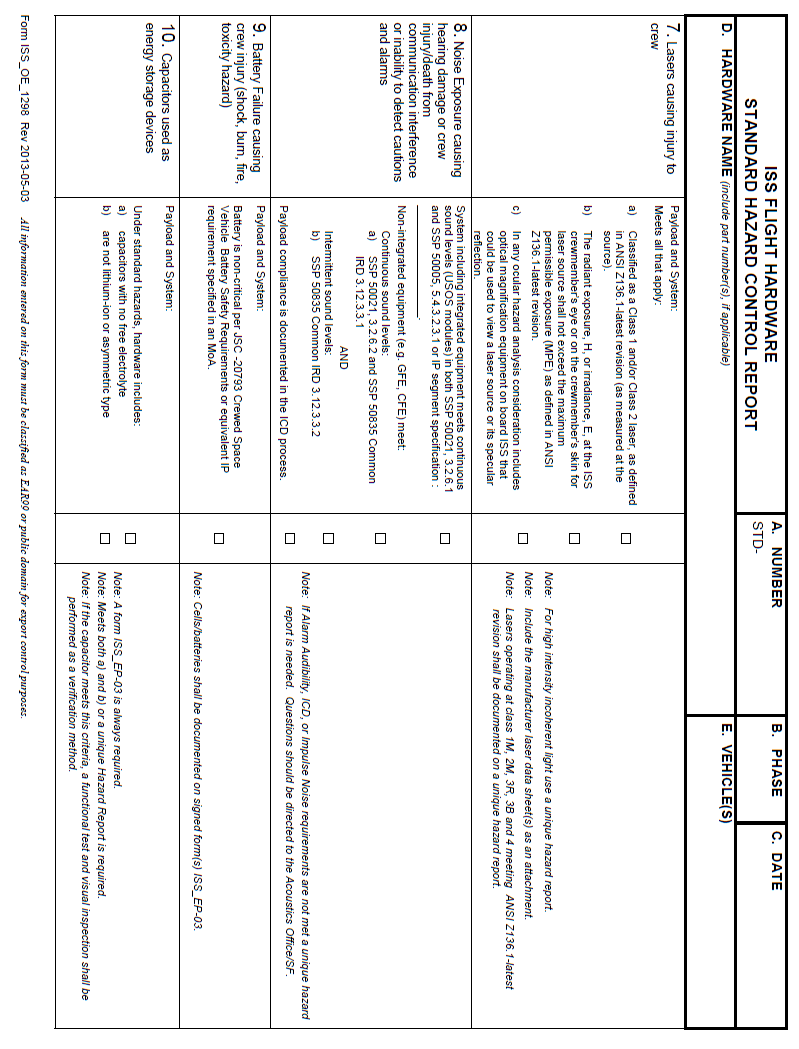 ISS FLIGHT HARDWARE
STANDARD HAZARD CONTROL REPORT
A. NUMBER
STD-
B. PHASE
C. DATE
D. HARDWARE NAME (include part number(s), if applicable)
E. VEHICLE(S)
7. Lasers causing injury to
crew
Payload and System:
Meets all that apply:
a) Classified as a Class 1 and/or Class 2 laser, as defined
in ANSI Z136.1-latest revision (as measured at the
source).
b) The radiant exposure, H, or irradiance, E, at the ISS
crewmember's eye or on the crewmember's skin for
laser source shall not exceed the maximum
permissible exposure (MPE) as defined in ANSI
Z136.1-latest revision.
c) In any ocular hazard analysis consideration includes
optical magnification equipment on board ISS that
could be used to view a laser source or its specular
reflection.
☐
☐
☐
Note: For high intensity incoherent light use a unique hazard report.
Note: Include the manufacturer laser data sheet(s) as an attachment.
Note: Lasers operating at class 1M, 2M, 3R, 3B and 4 meeting ANSI Z136.1-latest
revision shall be documented on a unique hazard report.
8. Noise Exposure causing
hearing damage or crew
injury/death from
communication interference
or inability to detect cautions
and alarms
System including integrated equipment meets continuous
sound levels (USOS modules) in both SSP 50021, 3.2.6.1
and SSP 50005, 5.4.3.2.3.1 or IP segment specification :
____________________.
Non-integrated equipment (e.g. GFE, CFE) meet:
Continuous sound levels:
a) SSP 50021, 3.2.6.2 and SSP 50835 Common
IRD 3.12.3.3.1
AND
Intermittent sound levels:
b) SSP 50835 Common IRD 3.12.3.3.2
Payload compliance is documented in the ICD process.
☐
☐
☐
☐
Note: If Alarm Audibility, ICD, or Impulse Noise requirements are not met a unique hazard
report is needed. Questions should be directed to the Acoustics Office/SF.
9. Battery Failure causing
crew injury (shock, burn, fire,
toxicity hazard)
Payload and System:
Battery is non-critical per JSC -20793 Crewed Space
Vehicle Battery Safety Requirements or equivalent IP
requirement specified in an MoA.
☐
Note: Cells/batteries shall be documented on signed form(s) ISS_EP-03.
10. Capacitors used as
energy storage devices
Payload and System:
Under standard hazards, hardware includes:
a) capacitors with no free electrolyte
b) are not lithium-ion or asymmetric type
☐
☐
Note: A form ISS_EP-03 is always required.
Note: Meets both a) and b) or a unique Hazard Report is required.
Note: If the capacitor meets this criteria, a functional test and visual inspection shall be
performed as a verification method.
Form ISS_OE_1298 Rev 2013-05-03 All information entered on this form must be classified as EAR99 or public domain for export control purposes.